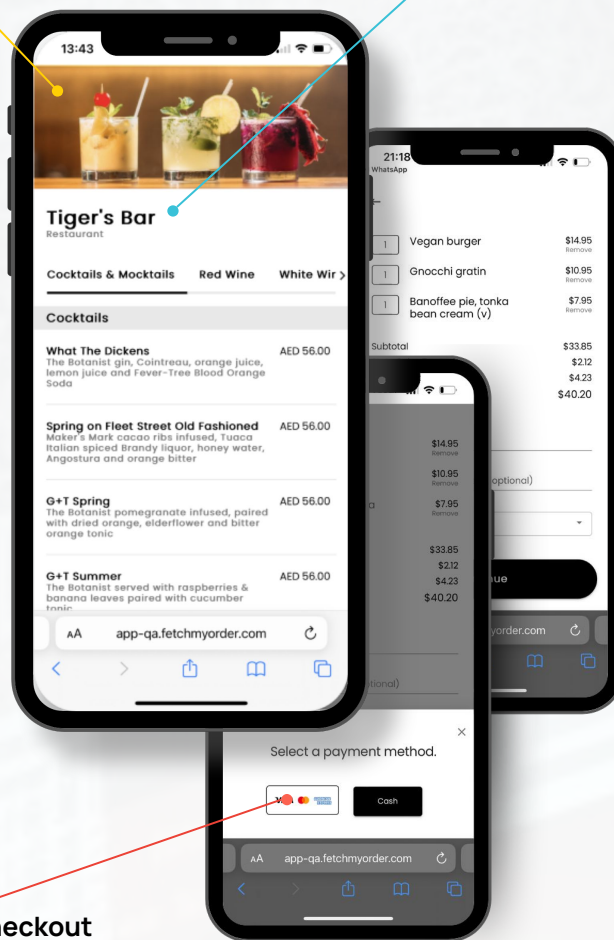 13:43
Tiger's Bar
Restaurant
Cocktails & Mocktails Red Wine White Wir >
Cocktails
What The Dickens AED 56.00
The Botanist gin, Cointreau, orange juice,
lemon juice and Fever-Tree Blood Orange
Soda
Spring on Fleet Street Old Fashioned AED 56.00
Maker's Mark cacao ribs infused, Tuaca
Italian spiced Brandy liquor, honey water,
Angostura and orange bitter
G+T Spring AED 56.00
The Botanist pomegranate infused, paired
with dried orange, elderflower and bitter
orange tonic
G+T Summer AED 56.00
The Botanist served with raspberries &
banana leaves paired with cucumber
tonic
AA app-qa.fetchmyorder.com
21:18
WhatsApp
1 Vegan burger $14.95
Remove
1 Gnocchi gratin $10.95
Remove
1 Banoffee pie, tonka $7.95
bean cream (v) Remove
Subtotal $33.85
$2.12
$4.23
$40.20
optional)
nue
yorder.com
$14.95
Remove
$10.95
Remove
a $7.95
Remove
$33.85
$2.12
$4.23
$40.20
tional)
Select a payment method.
Cash
AA app-qa.fetchmyorder.com
heckout